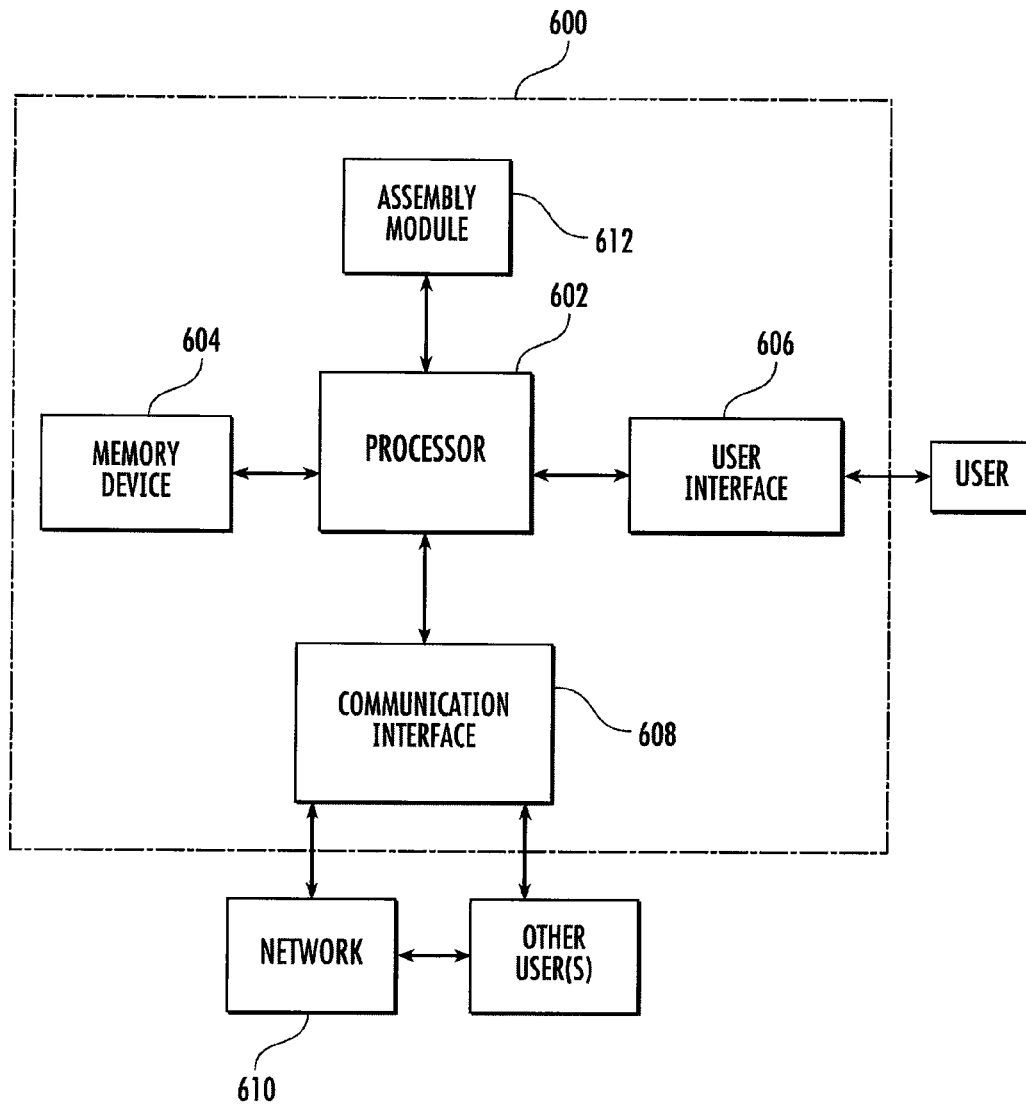 600
ASSEMBLY
MODULE
612
602
604
606
MEMORY
DEVICE
PROCESSOR
USER
INTERFACE
USER
COMMUNICATION
INTERFACE
608
NETWORK
OTHER
USER(S)
610